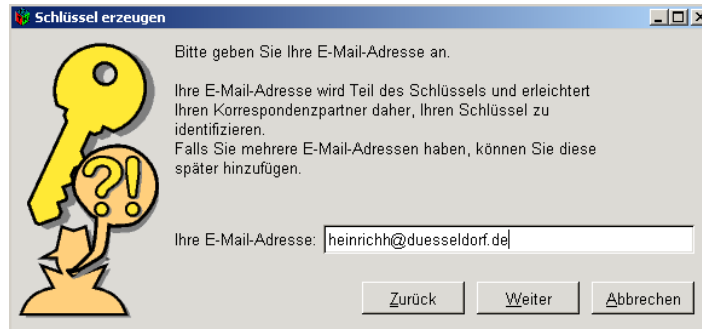 Schlüssel erzeugen
Bitte geben Sie Ihre E-Mail-Adresse an.
Ihre E-Mail-Adresse wird Teil des Schlüssels und erleichtert
Ihren Korrespondenzpartner daher, Ihren Schlüssel zu
identifizieren.
Falls Sie mehrere E-Mail-Adressen haben, können Sie diese
später hinzufügen.
?!
Ihre E-Mail-Adresse: heinrichh@duesseldorf.de
Zurück Weiter Abbrechen